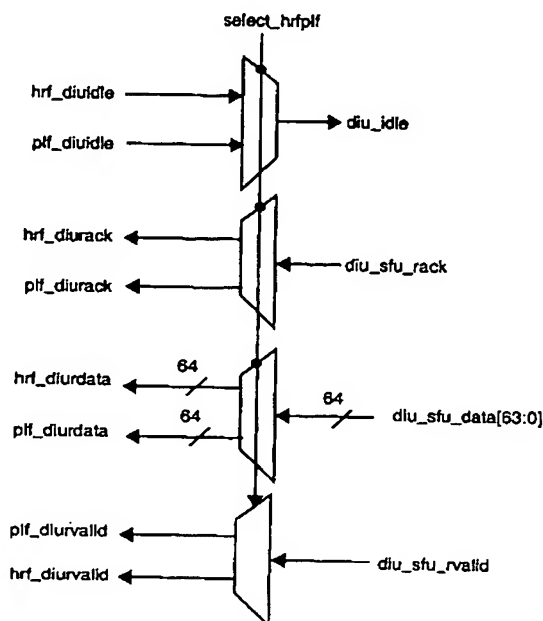 select_hrfplf
hrf_diuidle
plf_diuidle
diu_idle
hrf_diurack
plf_diurack
diu_sfu_rack
hrf_diurdata
64
plf_diurdata
64
64
diu_sfu_data[63:0]
plf_diurvalid
hrf_diurvalid
diu_sfu_rvalid